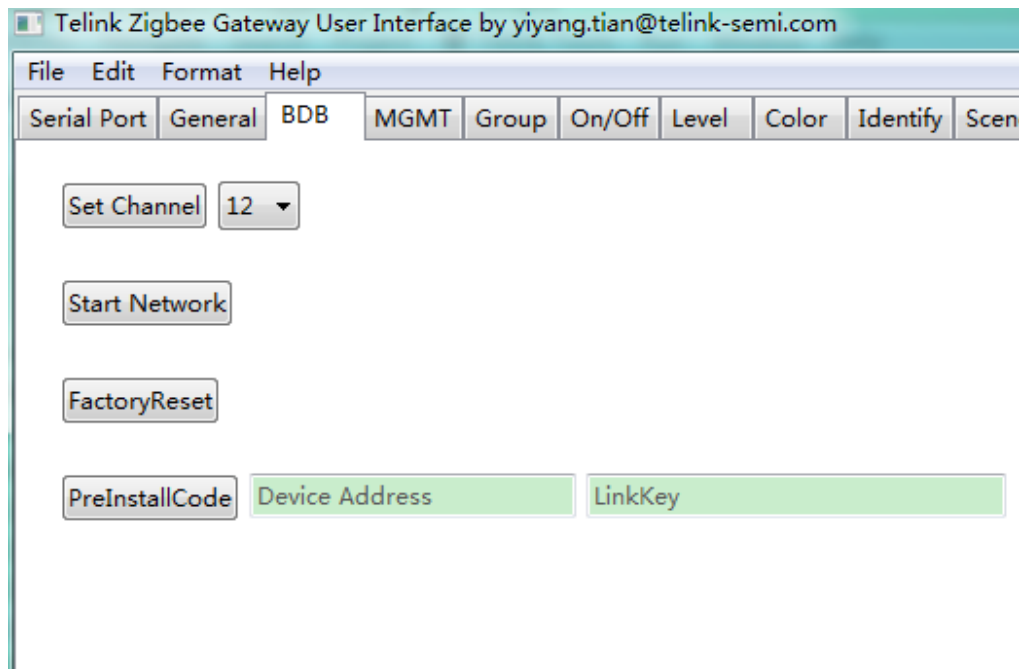 Telink Zigbee Gateway User Interface by yiyang.tian@telink-semi.com
File Edit Format Help
Serial Port General BDB MGMT Group On/Off Level Color Identify Scen
Set Channel 12
Start Network
FactoryReset
PreInstallCode Device Address LinkKey